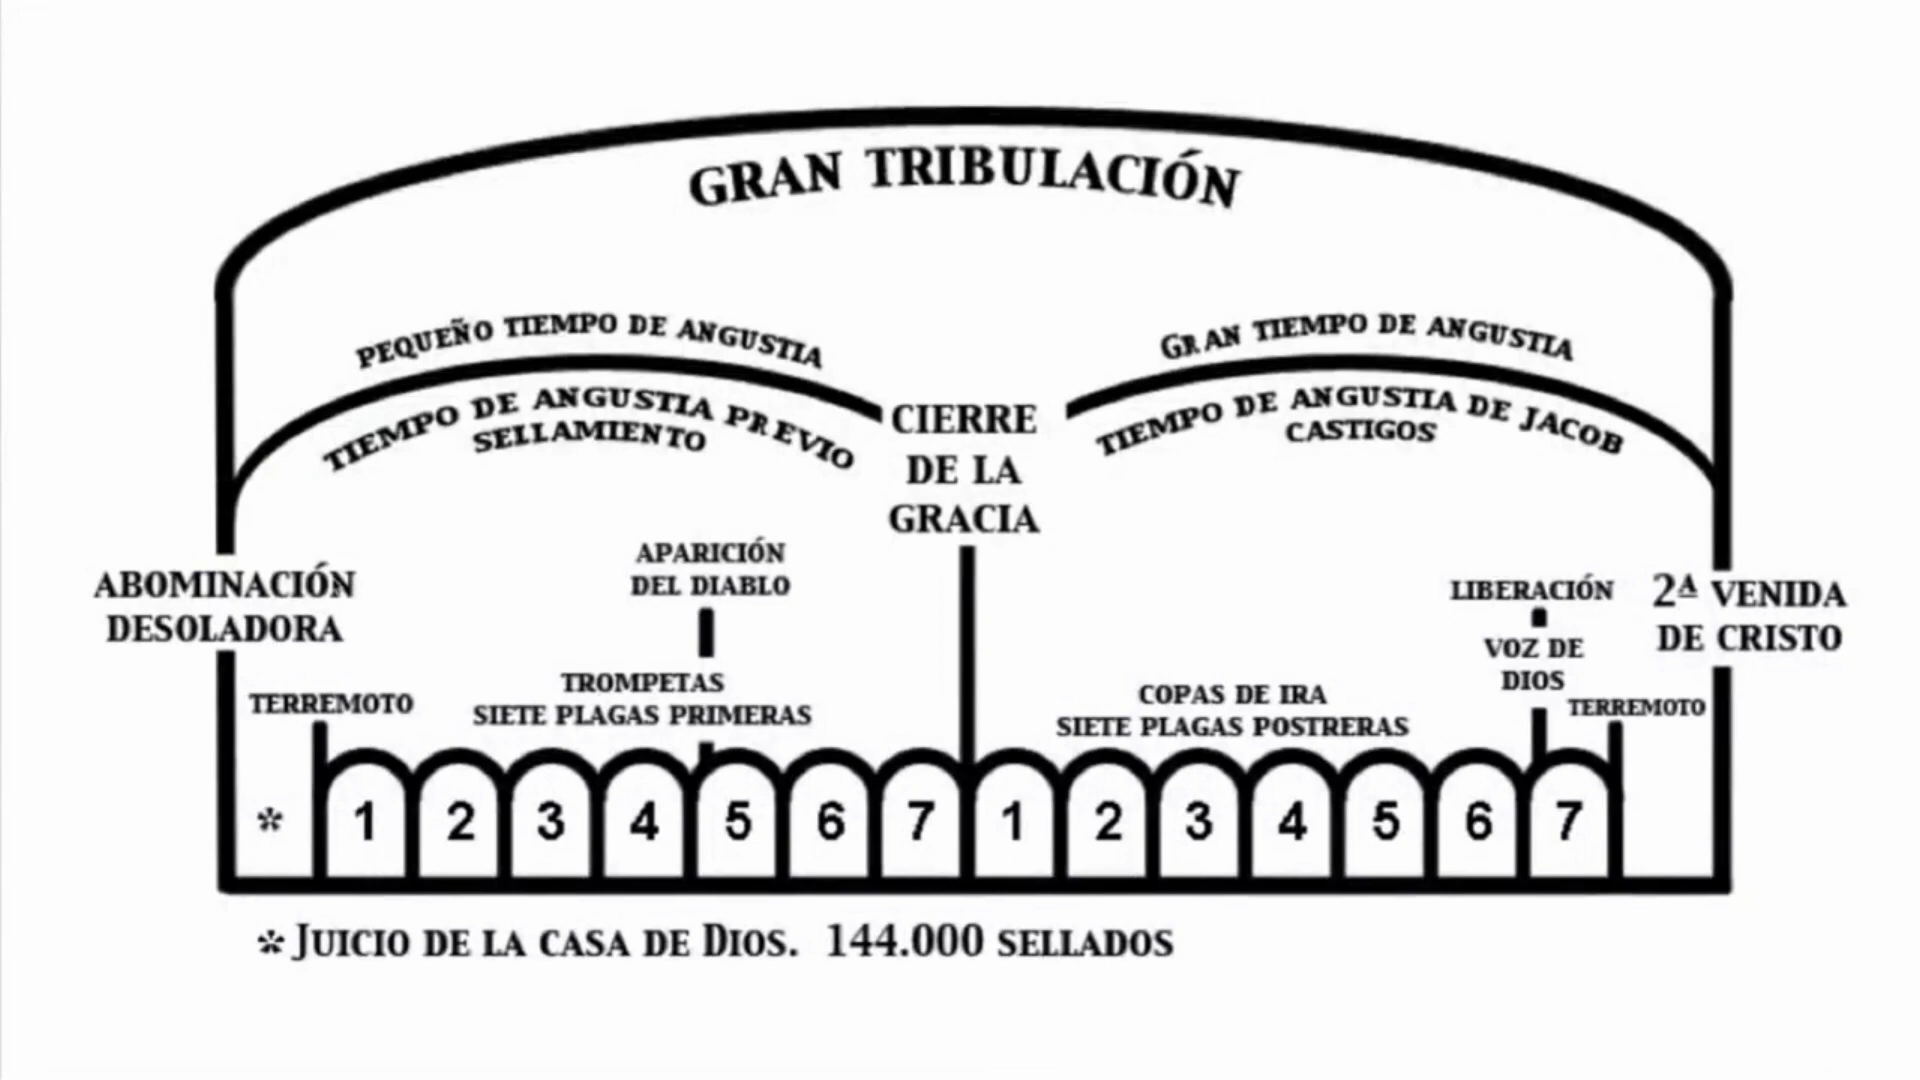 GRAN TRIBULACIÓN
PEQUEÑO TIEMPO DE ANGUSTIA
TIEMPO DE ANGUSTIA PREVIO
SELLAMIENTO
CIERRE
DE LA
GRACIA
GRAN TIEMPO DE ANGUSTIA
TIEMPO DE ANGUSTIA DE JACOB
CASTIGOS
ABOMINACIÓN
DESOLADORA
APARICIÓN
DEL DIABLO
LIBERACIÓN
VOZ DE
DIOS
2ª VENIDA
DE CRISTO
TERREMOTO
TROMPETAS
SIETE PLAGAS PRIMERAS
COPAS DE IRA
SIETE PLAGAS POSTRERAS
TERREMOTO
* 1 2 3 4 5 6 7 1 2 3 4 5 6 7
* JUICIO DE LA CASA DE DIOS. 144.000 SELLADOS